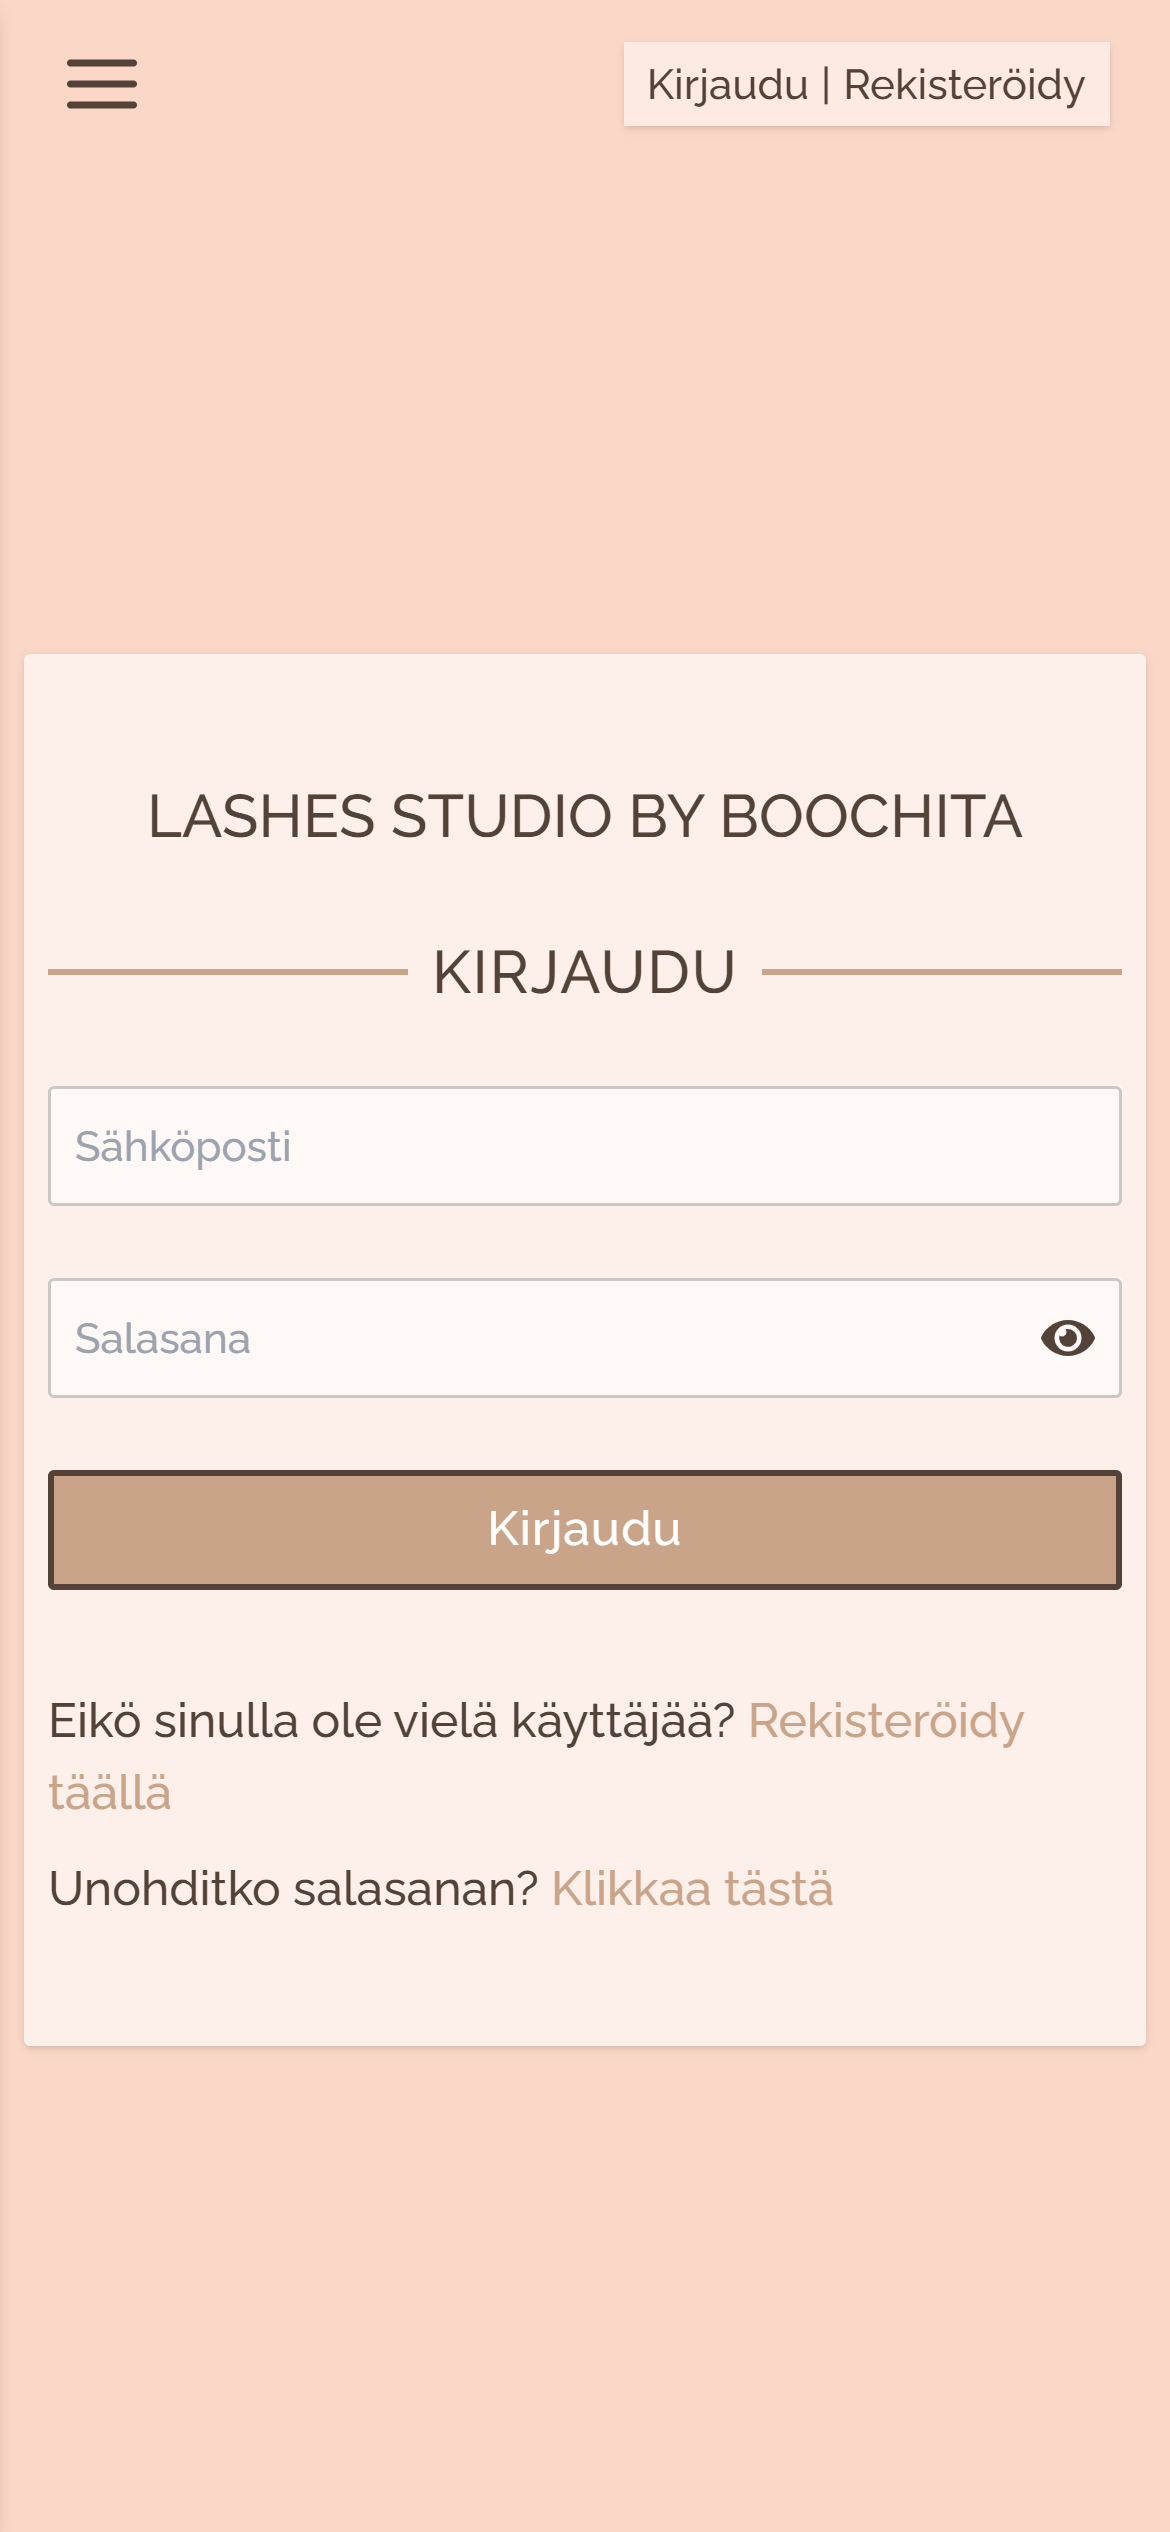 Kirjaudu | Rekisteröidy
LASHES STUDIO BY BOOCHITA
KIRJAUDU
Sähköposti
Salasana
Kirjaudu
Eikö sinulla ole vielä käyttäjää? Rekisteröidy
täällä
Unohditko salasanan? Klikkaa tästä